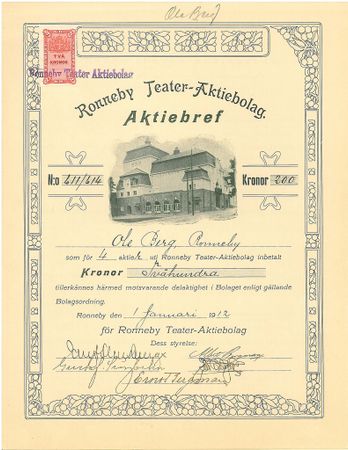 Ole Berg
TVÅ
KRONOR
Ronneby Teater Aktiebolag
Ronneby Teater-Aktiebolag.
Aktiebref
N:o 411/414 Kronor 200
Ole Berg, Ronneby
som för 4 aktier uti Ronneby Teater-Aktiebolag inbetalt
Kronor Tvåhundra
tillerkännes härmed motsvarande delaktighet i Bolaget enligt gällande
Bolagsordning.
Ronneby den 1 Januari 1912
för Ronneby Teater-Aktiebolag
Dess styrelse:
Gustaf